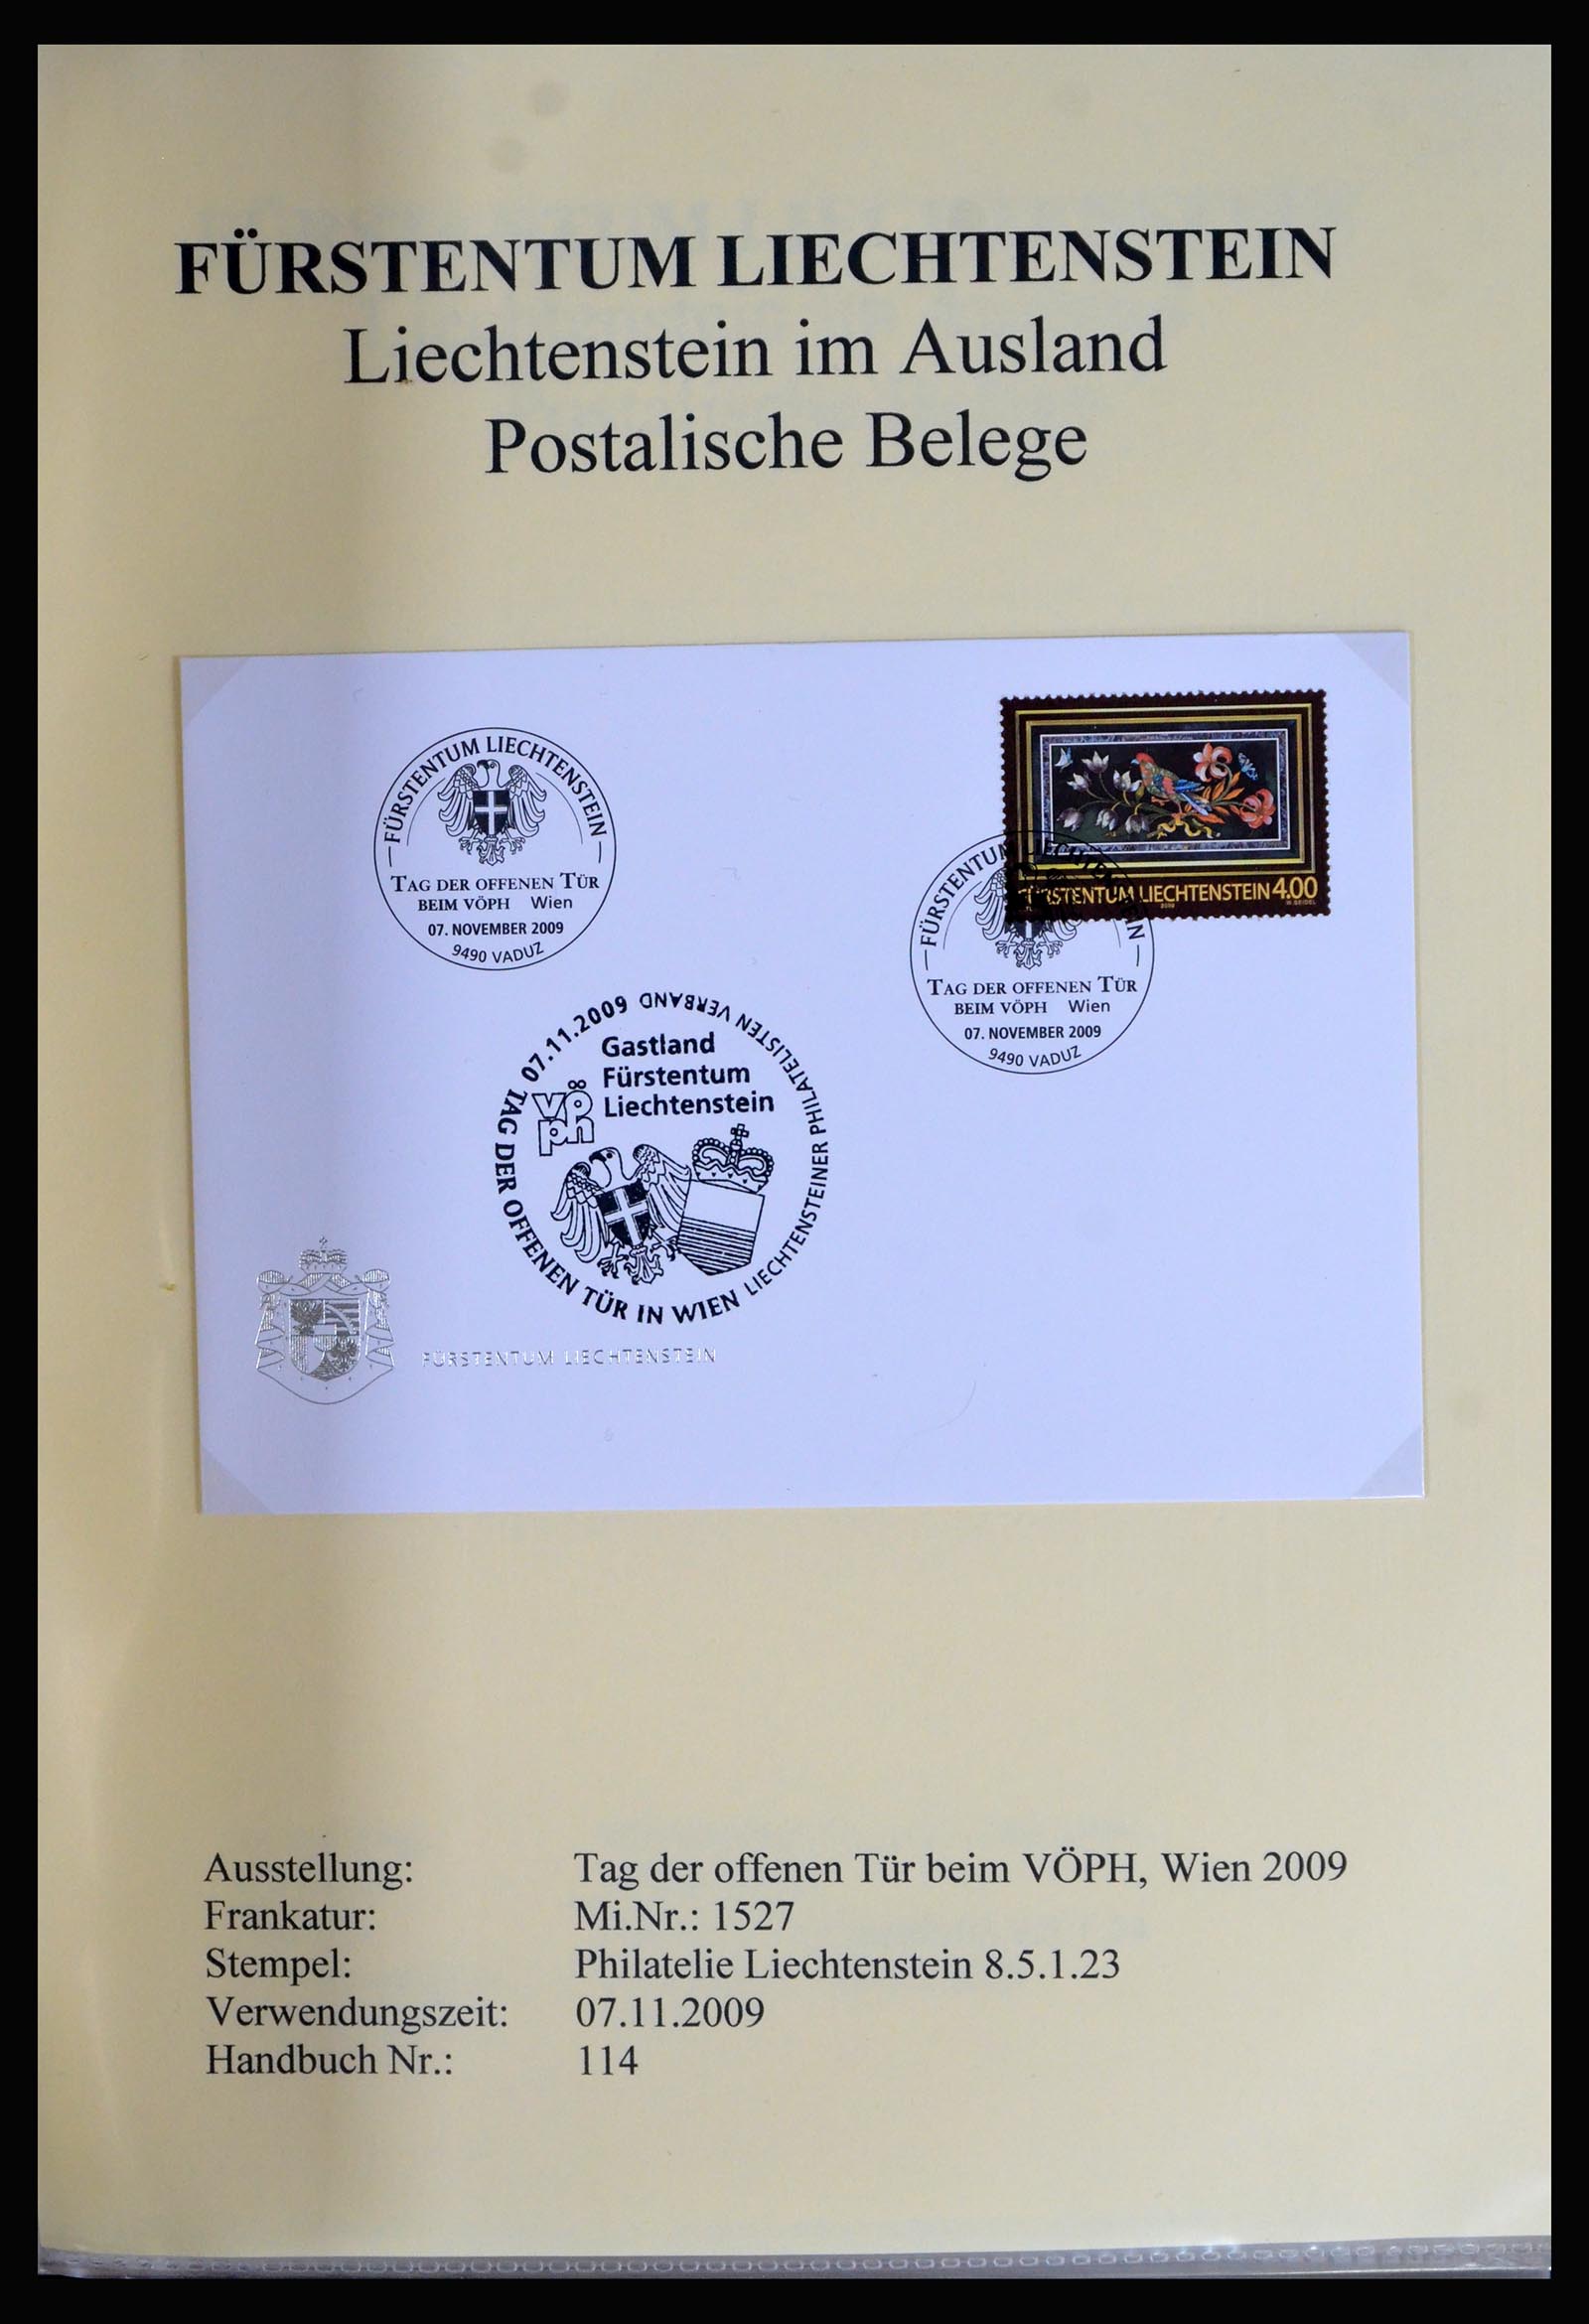 FÜRSTENTUM LIECHTENSTEIN
Liechtenstein im Ausland
Postalische Belege
FÜRSTENTUM LIECHTENSTEIN
TAG DER OFFENEN TÜR
BEIM VÖPH Wien
07. NOVEMBER 2009
9490 VADUZ
FÜRSTENTUM LIECHTENSTEIN 4.00
2009
FÜRSTENTUM LIECHTENSTEIN
TAG DER OFFENEN TÜR
BEIM VÖPH Wien
07. NOVEMBER 2009
9490 VADUZ
07.11.2009
LIECHTENSTEINER PHILATELISTEN VERBAND
Gastland
Fürstentum
Liechtenstein
vöph
TAG DER OFFENEN TÜR IN WIEN
FÜRSTENTUM LIECHTENSTEIN
Ausstellung: Tag der offenen Tür beim VÖPH, Wien 2009
Frankatur: Mi.Nr.: 1527
Stempel: Philatelie Liechtenstein 8.5.1.23
Verwendungszeit: 07.11.2009
Handbuch Nr.: 114